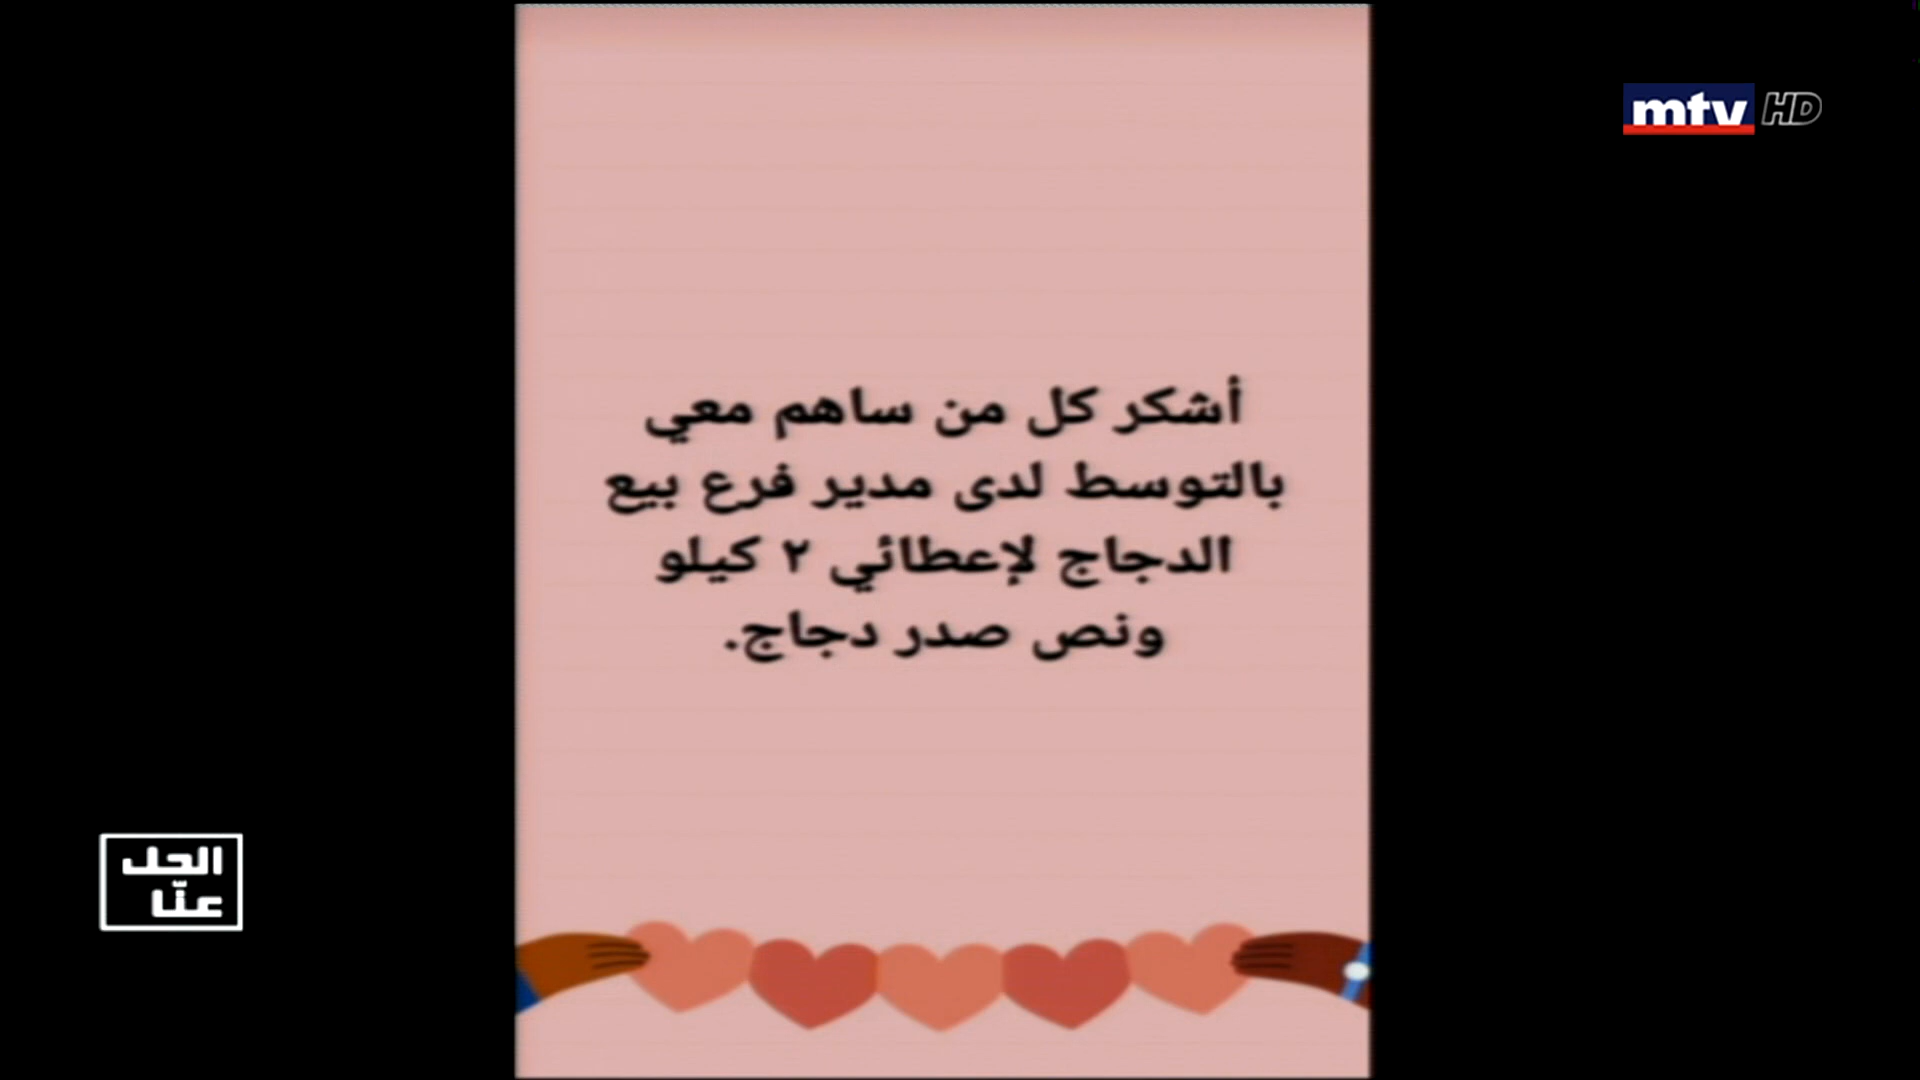 mtv HD
أشكر كل من ساهم معي
بالتوسط لدى مدير فرع بيع
الدجاج لإعطائي ٢ كيلو
ونص صدر دجاج.
الحل
عنّا